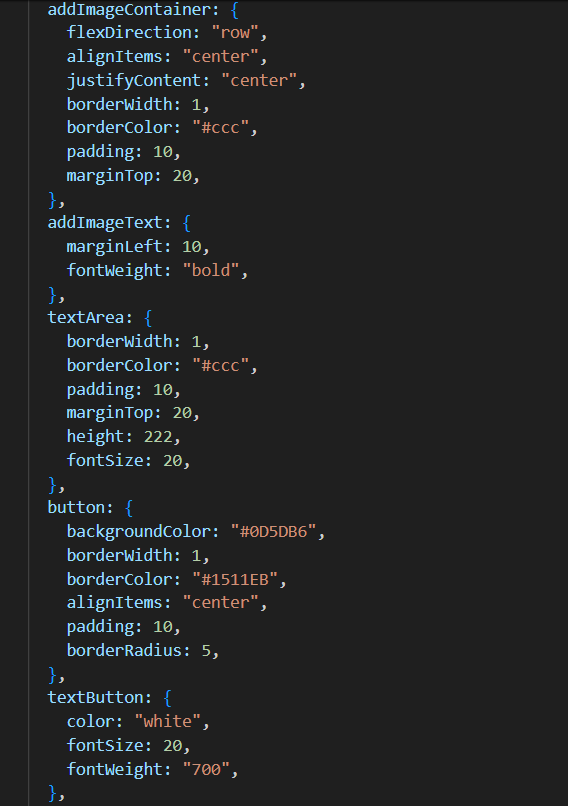 addImageContainer: {
flexDirection: "row",
alignItems: "center",
justifyContent: "center",
borderWidth: 1,
borderColor: "#ccc",
padding: 10,
marginTop: 20,
},
addImageText: {
marginLeft: 10,
fontWeight: "bold",
},
textArea: {
borderWidth: 1,
borderColor: "#ccc",
padding: 10,
marginTop: 20,
height: 222,
fontSize: 20,
},
button: {
backgroundColor: "#0D5DB6",
borderWidth: 1,
borderColor: "#1511EB",
alignItems: "center",
padding: 10,
borderRadius: 5,
},
textButton: {
color: "white",
fontSize: 20,
fontWeight: "700",
},